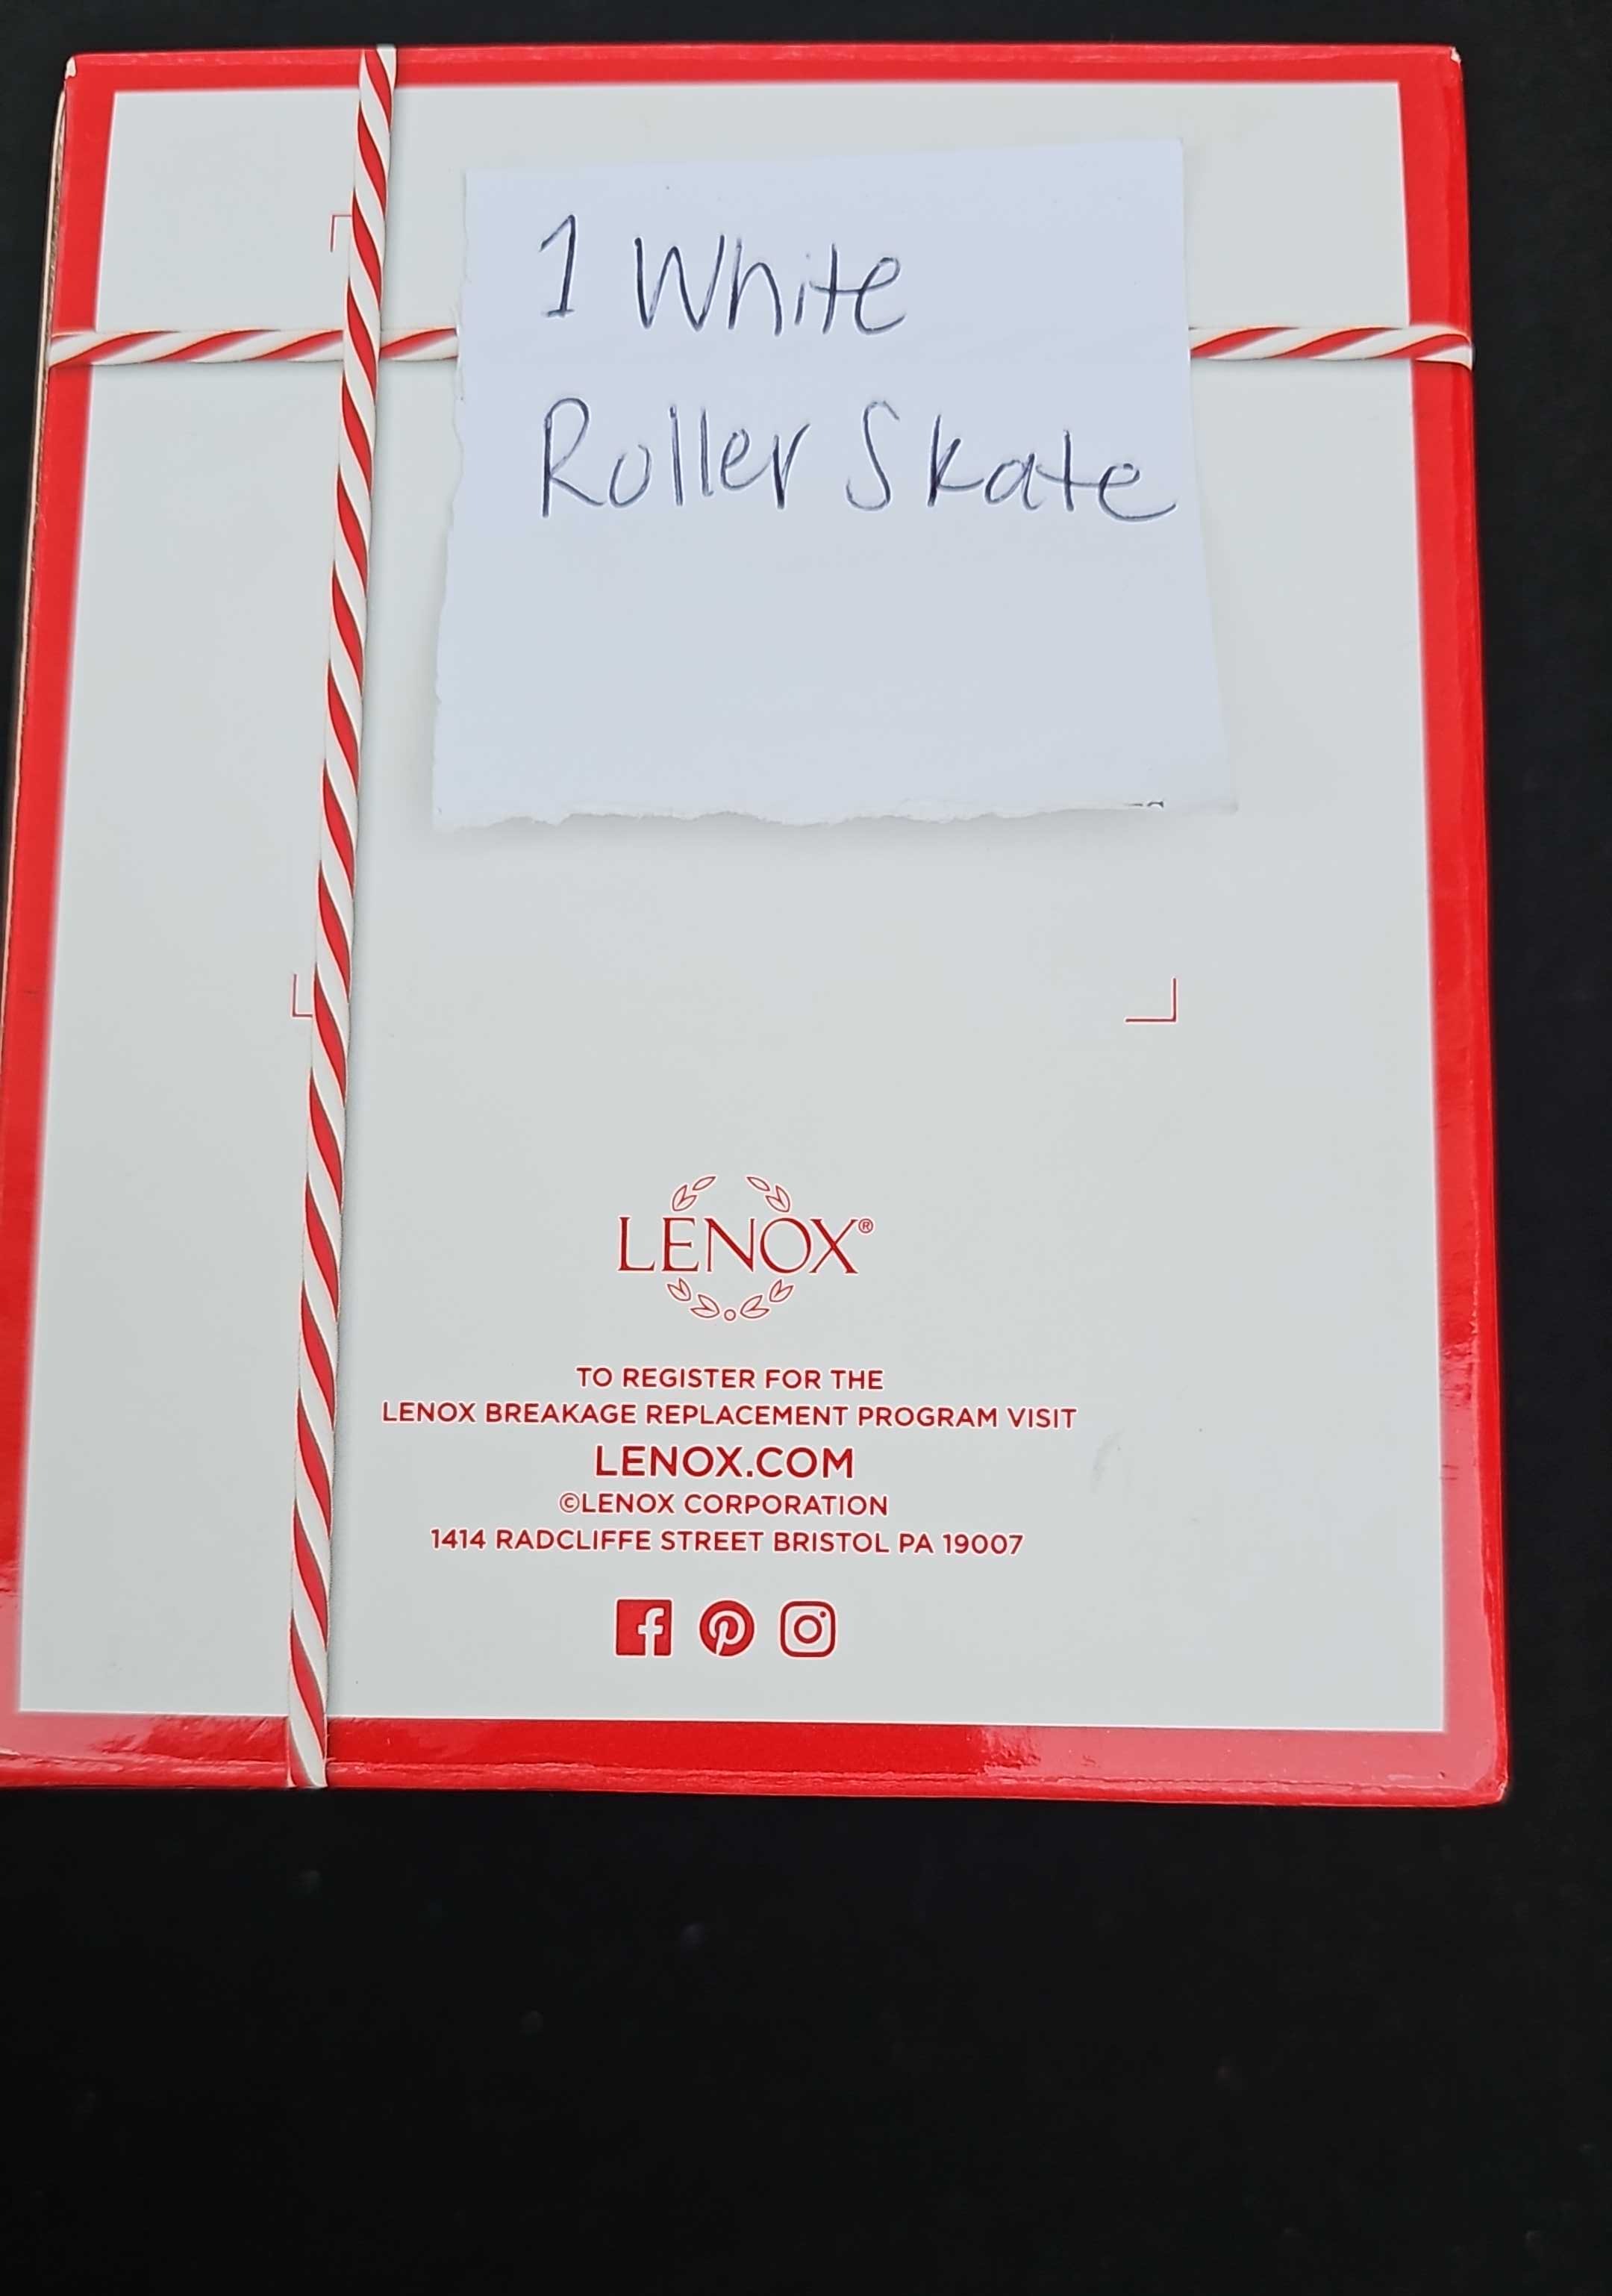 1 White
Roller Skate
LENOX®
TO REGISTER FOR THE
LENOX BREAKAGE REPLACEMENT PROGRAM VISIT
LENOX.COM
©LENOX CORPORATION
1414 RADCLIFFE STREET BRISTOL PA 19007